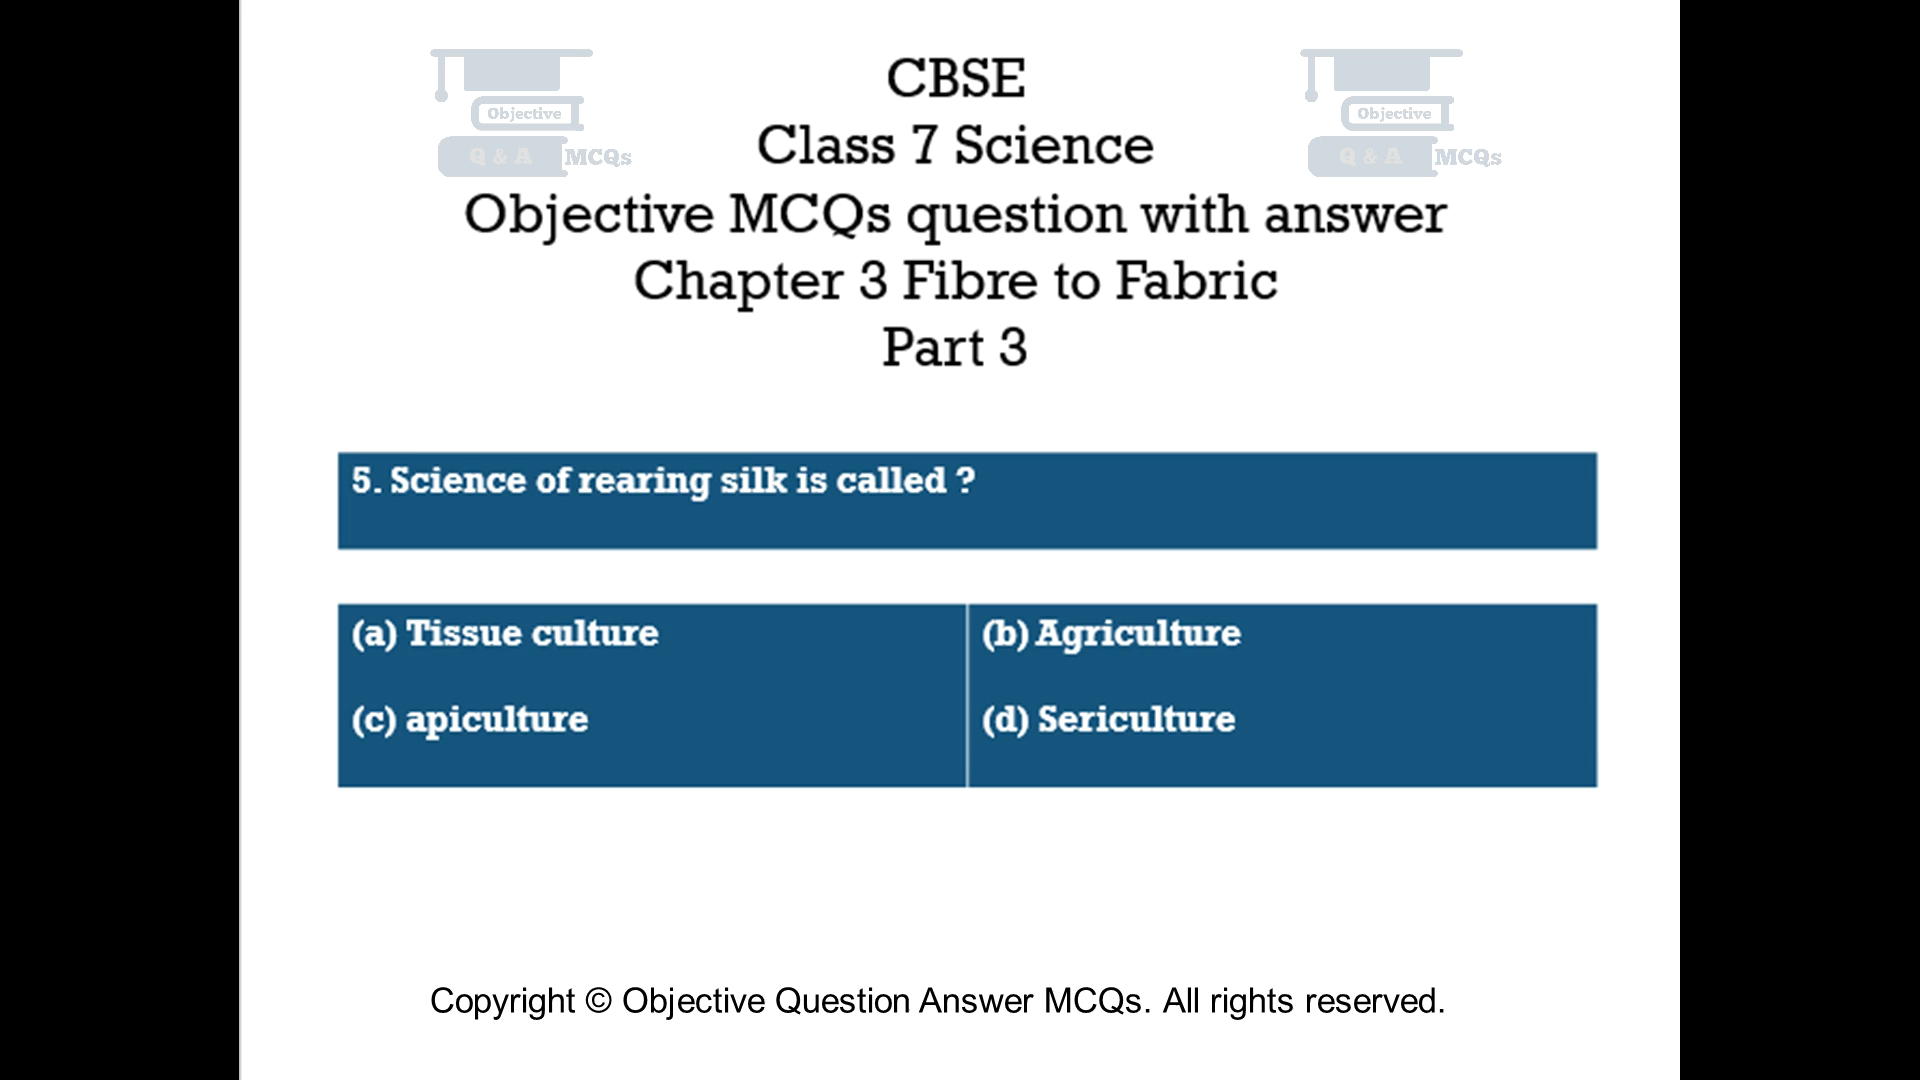 CBSE
Class 7 Science
Objective MCQs question with answer
Chapter 3 Fibre to Fabric
Part 3
Objective
Q & A MCQs
Objective
Q & A MCQs
5. Science of rearing silk is called ?
(a) Tissue culture
(b) Agriculture
(c) apiculture
(d) Sericulture
Copyright © Objective Question Answer MCQs. All rights reserved.